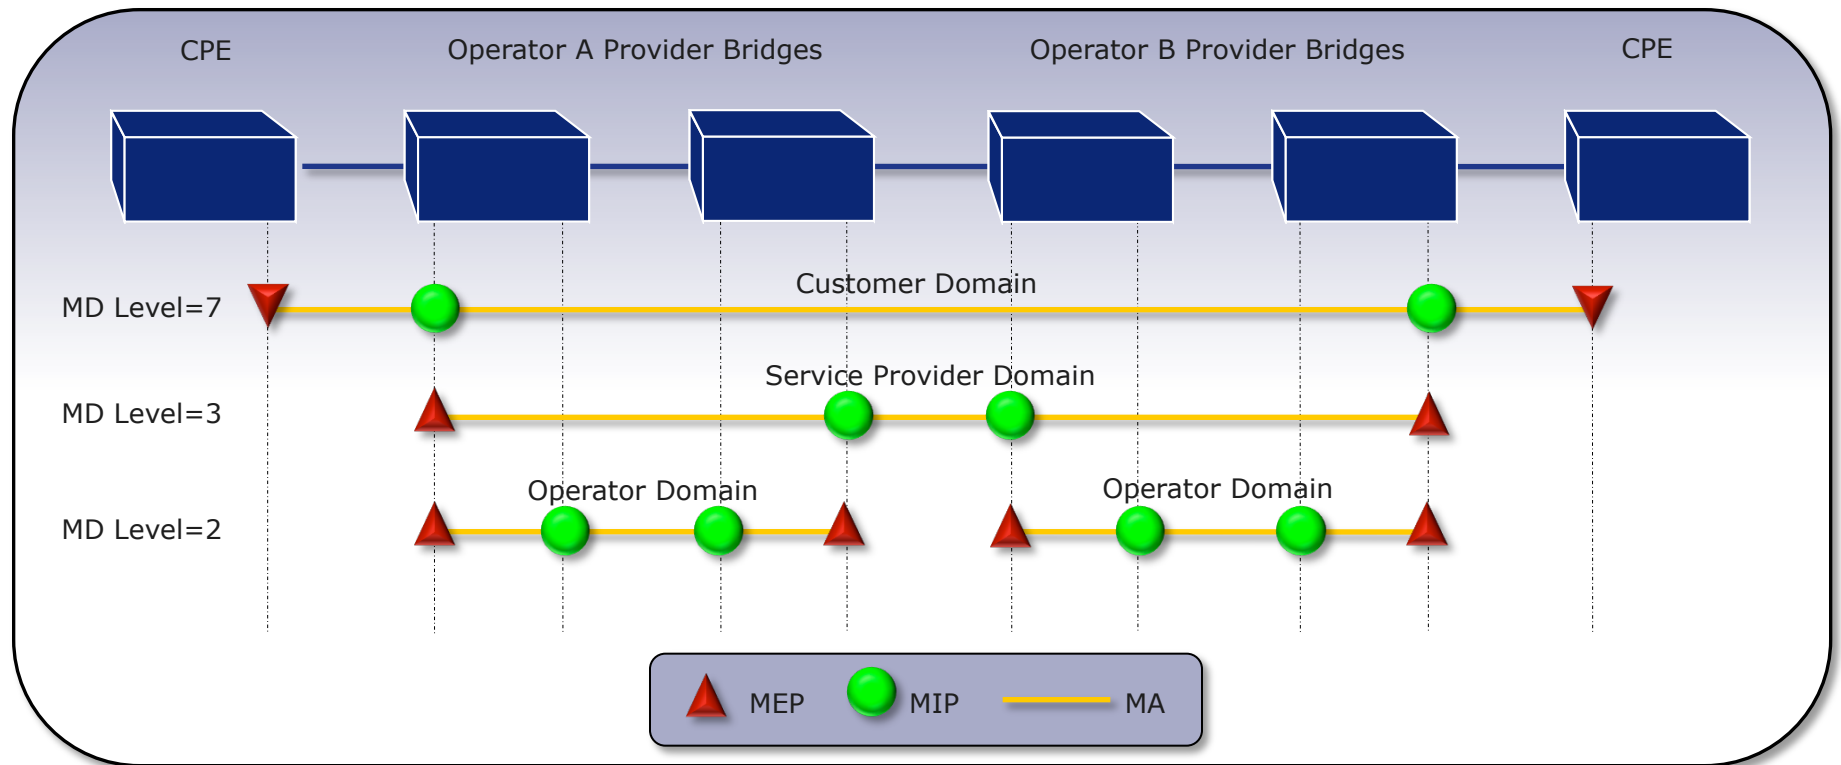 CPE
Operator A Provider Bridges
Operator B Provider Bridges
CPE
Customer Domain
MD Level=7
Service Provider Domain
MD Level=3
Operator Domain
Operator Domain
MD Level=2
MEP
MIP
MA